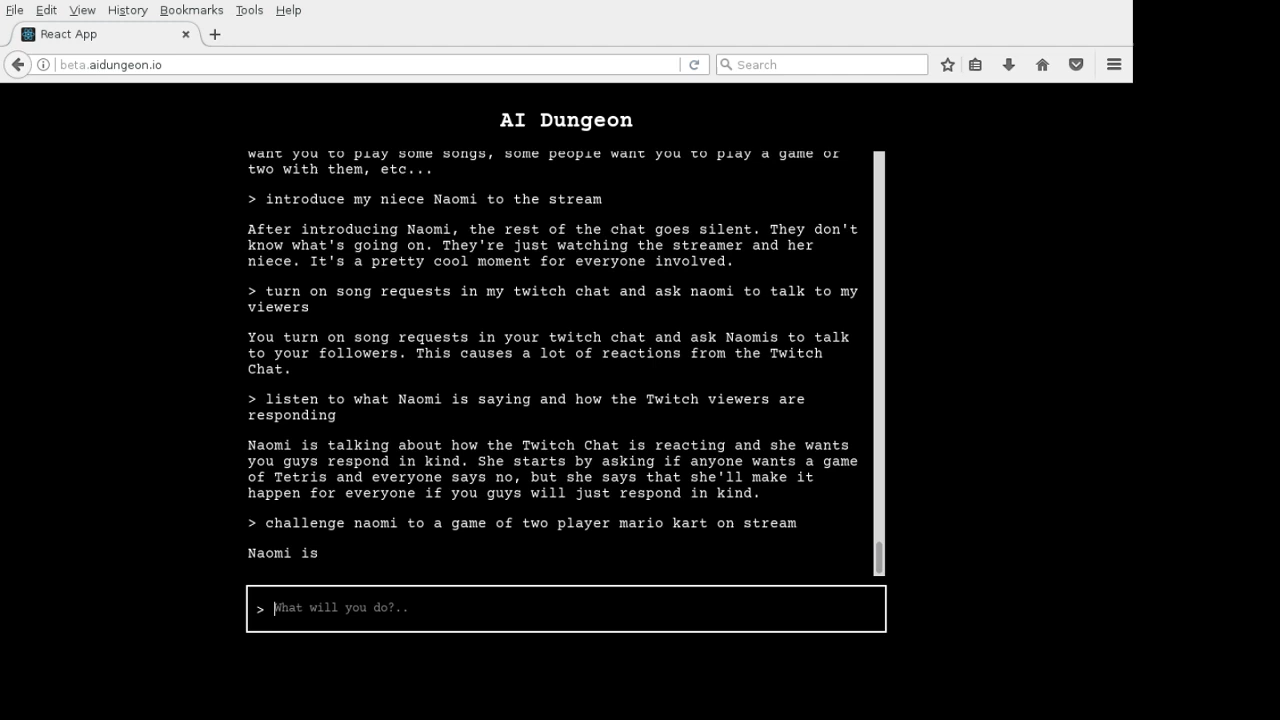 File Edit View History Bookmarks Tools Help
React App
beta.aidungeon.io
Search
AI Dungeon
want you to play some songs, some people want you to play a game or
two with them, etc...
> introduce my niece Naomi to the stream
After introducing Naomi, the rest of the chat goes silent. They don't
know what's going on. They're just watching the streamer and her
niece. It's a pretty cool moment for everyone involved.
> turn on song requests in my twitch chat and ask naomi to talk to my
viewers
You turn on song requests in your twitch chat and ask Naomis to talk
to your followers. This causes a lot of reactions from the Twitch
Chat.
> listen to what Naomi is saying and how the Twitch viewers are
responding
Naomi is talking about how the Twitch Chat is reacting and she wants
you guys respond in kind. She starts by asking if anyone wants a game
of Tetris and everyone says no, but she says that she'll make it
happen for everyone if you guys will just respond in kind.
> challenge naomi to a game of two player mario kart on stream
Naomi is
> What will you do?..